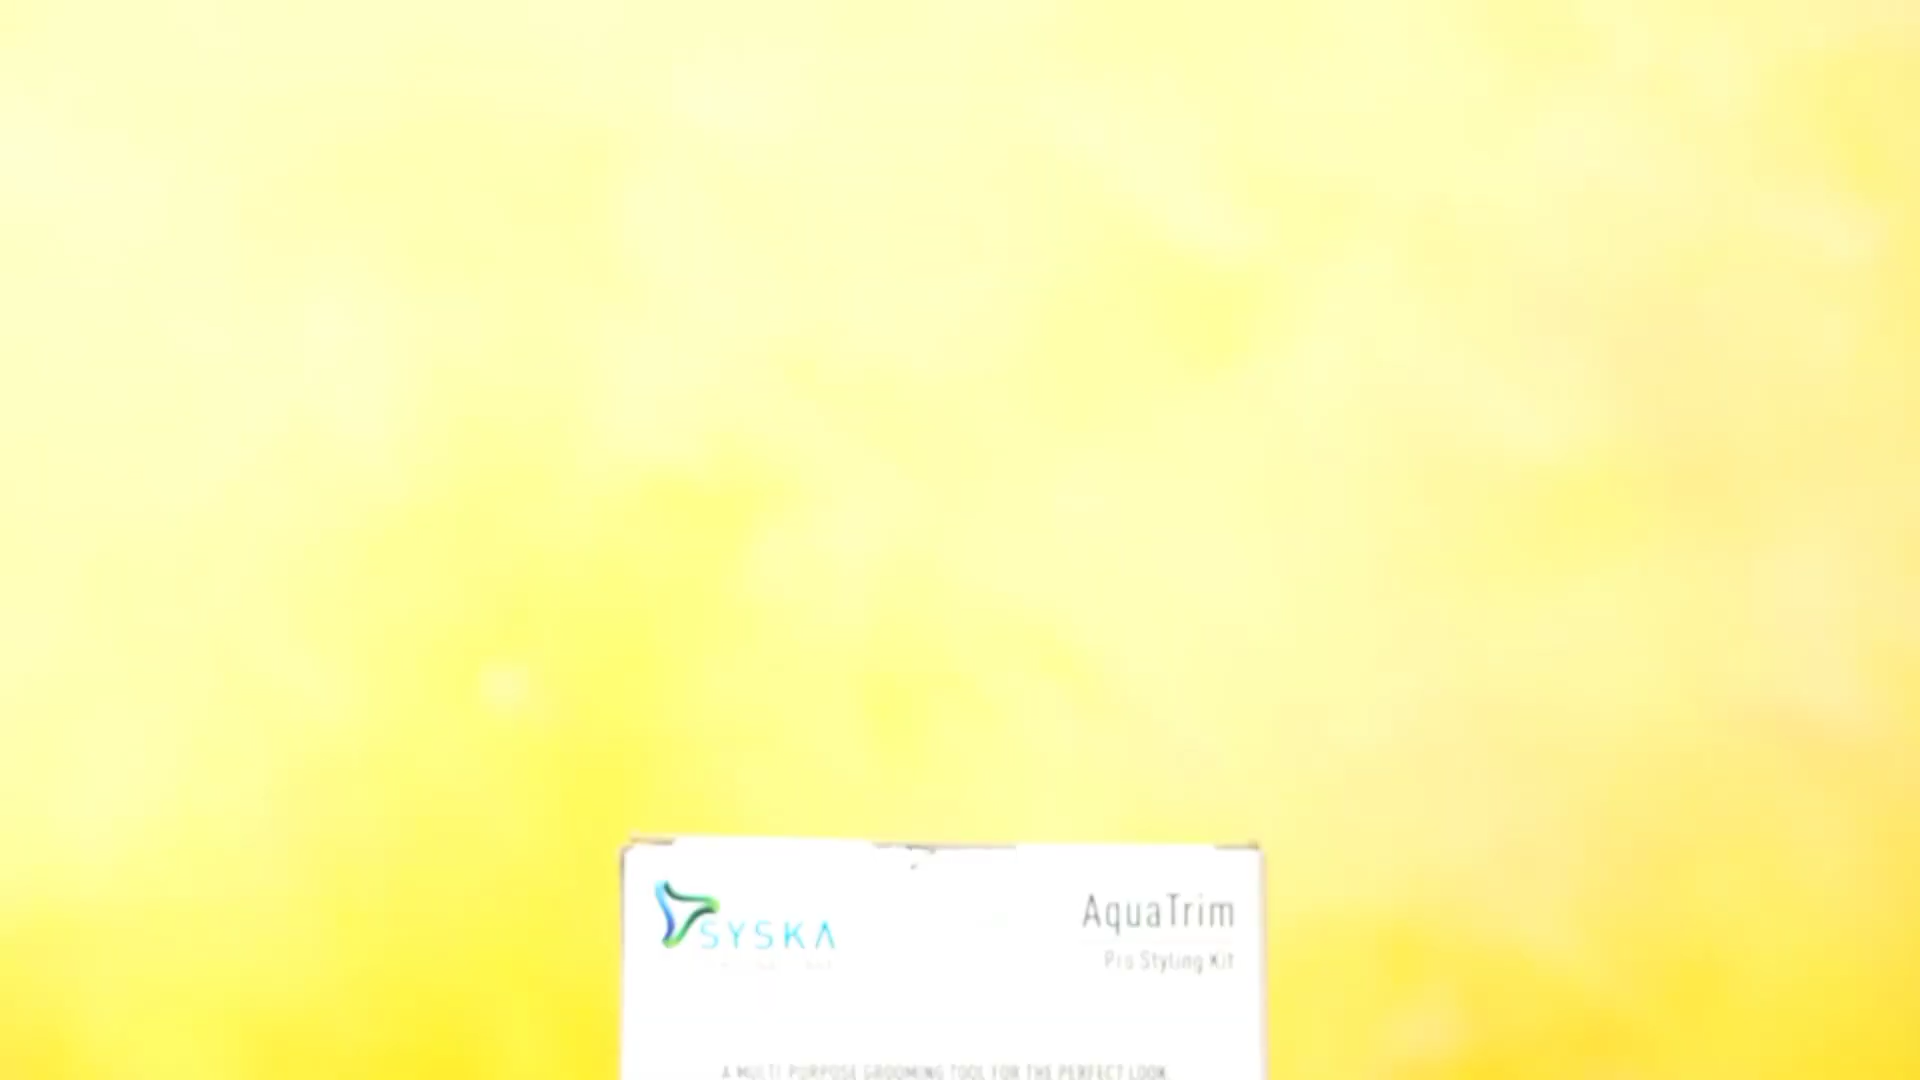 SYSKA
AquaTrim
Pro Styling Kit
A MULTI PURPOSE GROOMING TOOL FOR THE PERFECT LOOK.